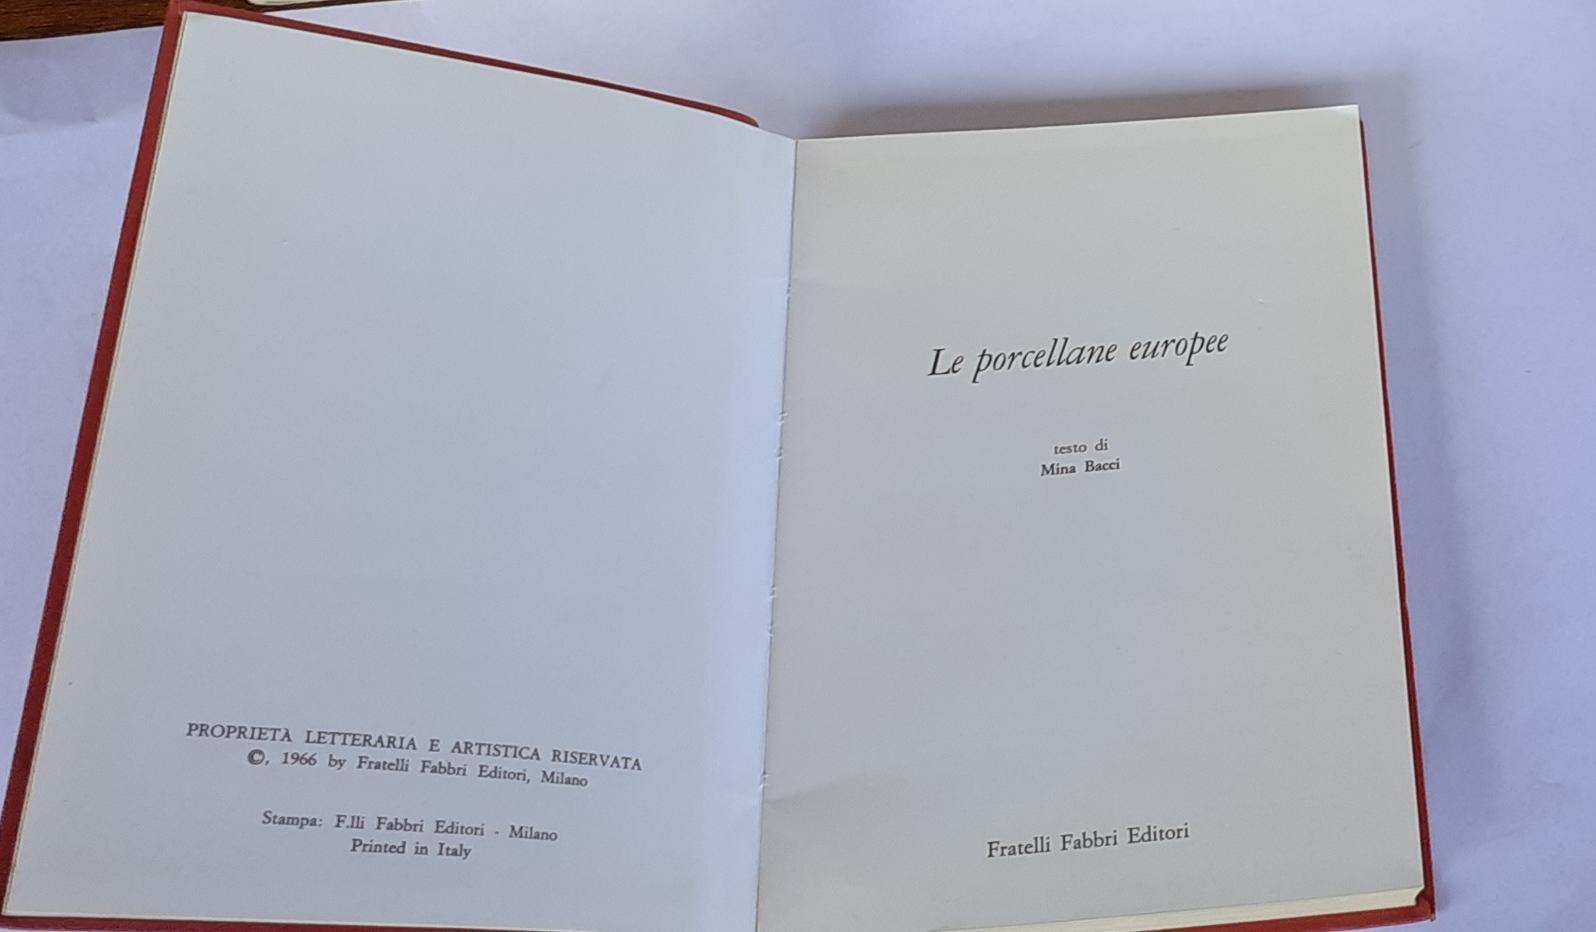 PROPRIETÀ LETTERARIA E ARTISTICA RISERVATA
©, 1966 by Fratelli Fabbri Editori, Milano
Stampa: F.lli Fabbri Editori - Milano
Printed in Italy
Le porcellane europee
testo di
Mina Bacci
Fratelli Fabbri Editori